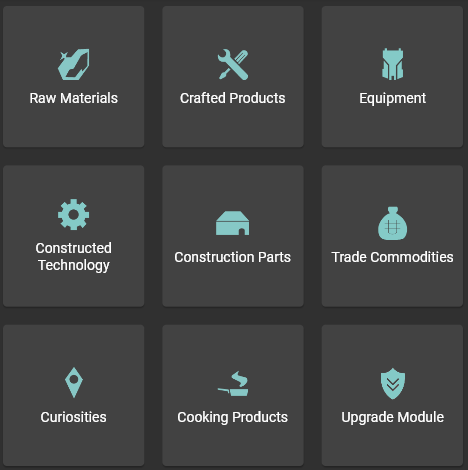 Raw Materials
Crafted Products
Equipment
Constructed
Technology
Construction Parts
Trade Commodities
Curiosities
Cooking Products
Upgrade Module